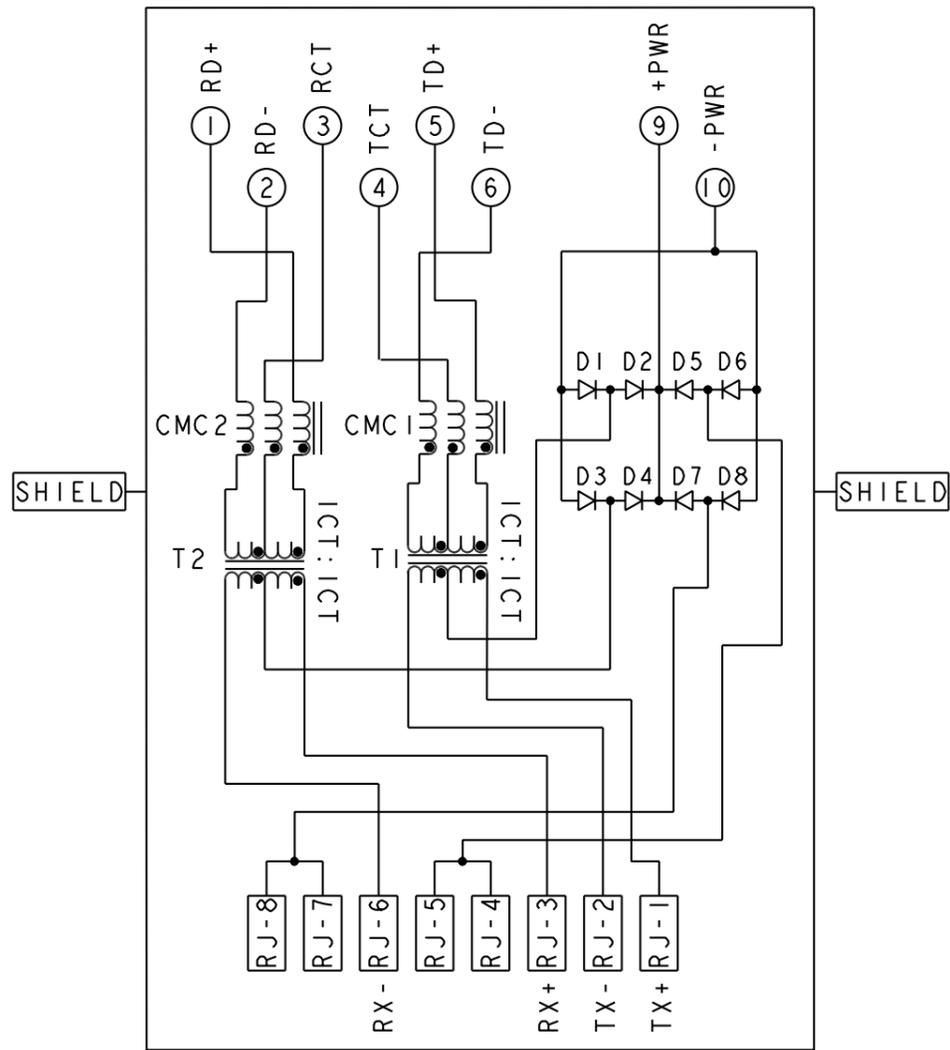 RD+
RD-
RCT
TCT
TD+
TD-
+PWR
-PWR
1
2
3
4
5
6
9
10
D1 D2 D5 D6
CMC2
CMC1
D3 D4 D7 D8
SHIELD
SHIELD
T2
1CT:1CT
T1
1CT:1CT
RJ-8
RJ-7
RJ-6
RJ-5
RJ-4
RJ-3
RJ-2
RJ-1
RX-
RX+
TX-
TX+